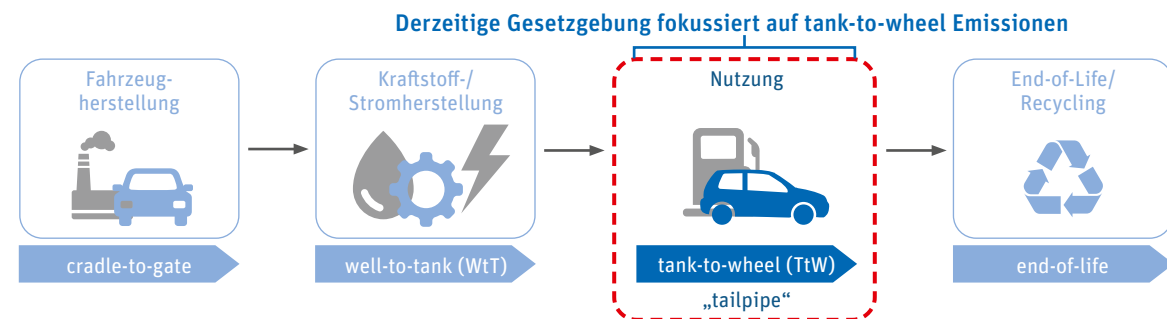 Derzeitige Gesetzgebung fokussiert auf tank-to-wheel Emissionen
Fahrzeug-
herstellung
cradle-to-gate
Kraftstoff-/
Stromherstellung
well-to-tank (WtT)
Nutzung
tank-to-wheel (TtW)
„tailpipe“
End-of-Life/
Recycling
end-of-life